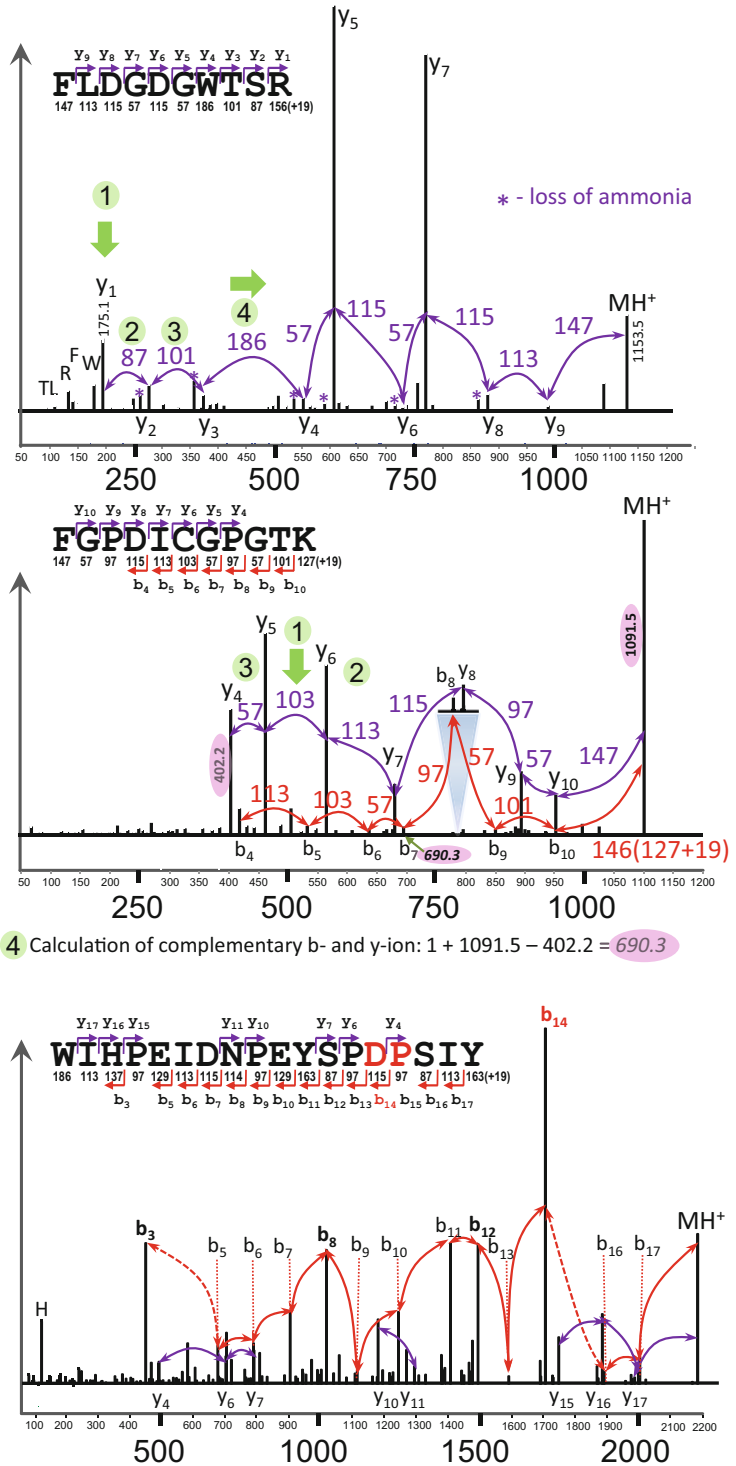 y5
y9 y8 y7 y6 y5 y4 y3 y2 y1
FLDGDGWTSR
147 113 115 57 115 57 186 101 87 156(+19)
y7
1
* - loss of ammonia
y1
175.1
4
MH+
1153.5
2 3
87 101 186 57 115 57 115 113 147
TL R F W
* * * * * *
y2 y3 y4 y6 y8 y9
50 100 150 200 300 350 400 450 550 600 650 700 800 850 900 950 1050 1100 1150 1200
250 500 750 1000
MH+
y10 y9 y8 y7 y6 y5 y4
FGPDICGPGTK
147 57 97 115 113 103 57 97 57 101 127(+19)
b4 b5 b6 b7 b8 b9 b10
1091.5
y5 1 y6
3 2
b8 y8
y4 57 103 113 115 97
402.2
y7 97 57 y9 57 y10 147
113 103 57 101
b4 b5 b6 b7 690.3 b9 b10 146(127+19)
50 100 150 200 300 350 400 450 550 600 650 700 800 850 900 950 1050 1100 1150 1200
250 500 750 1000
4 Calculation of complementary b- and y-ion: 1 + 1091.5 – 402.2 = 690.3
b14
y17 y16 y15 y11 y10 y7 y6 y4
WIHPEIDNPEYSPDPSIY
186 113 137 97 129 113 115 114 97 129 163 87 97 115 97 87 113 163(+19)
b3 b5 b6 b7 b8 b9 b10 b11 b12 b13 b14 b15 b16 b17
MH+
b3 b5 b6 b7 b8 b9 b10 b11 b12 b13 b16 b17
H
y4 y6 y7 y10 y11 y15 y16 y17
100 200 300 400 600 700 800 900 1100 1200 1300 1400 1600 1700 1800 1900 2100 2200
500 1000 1500 2000